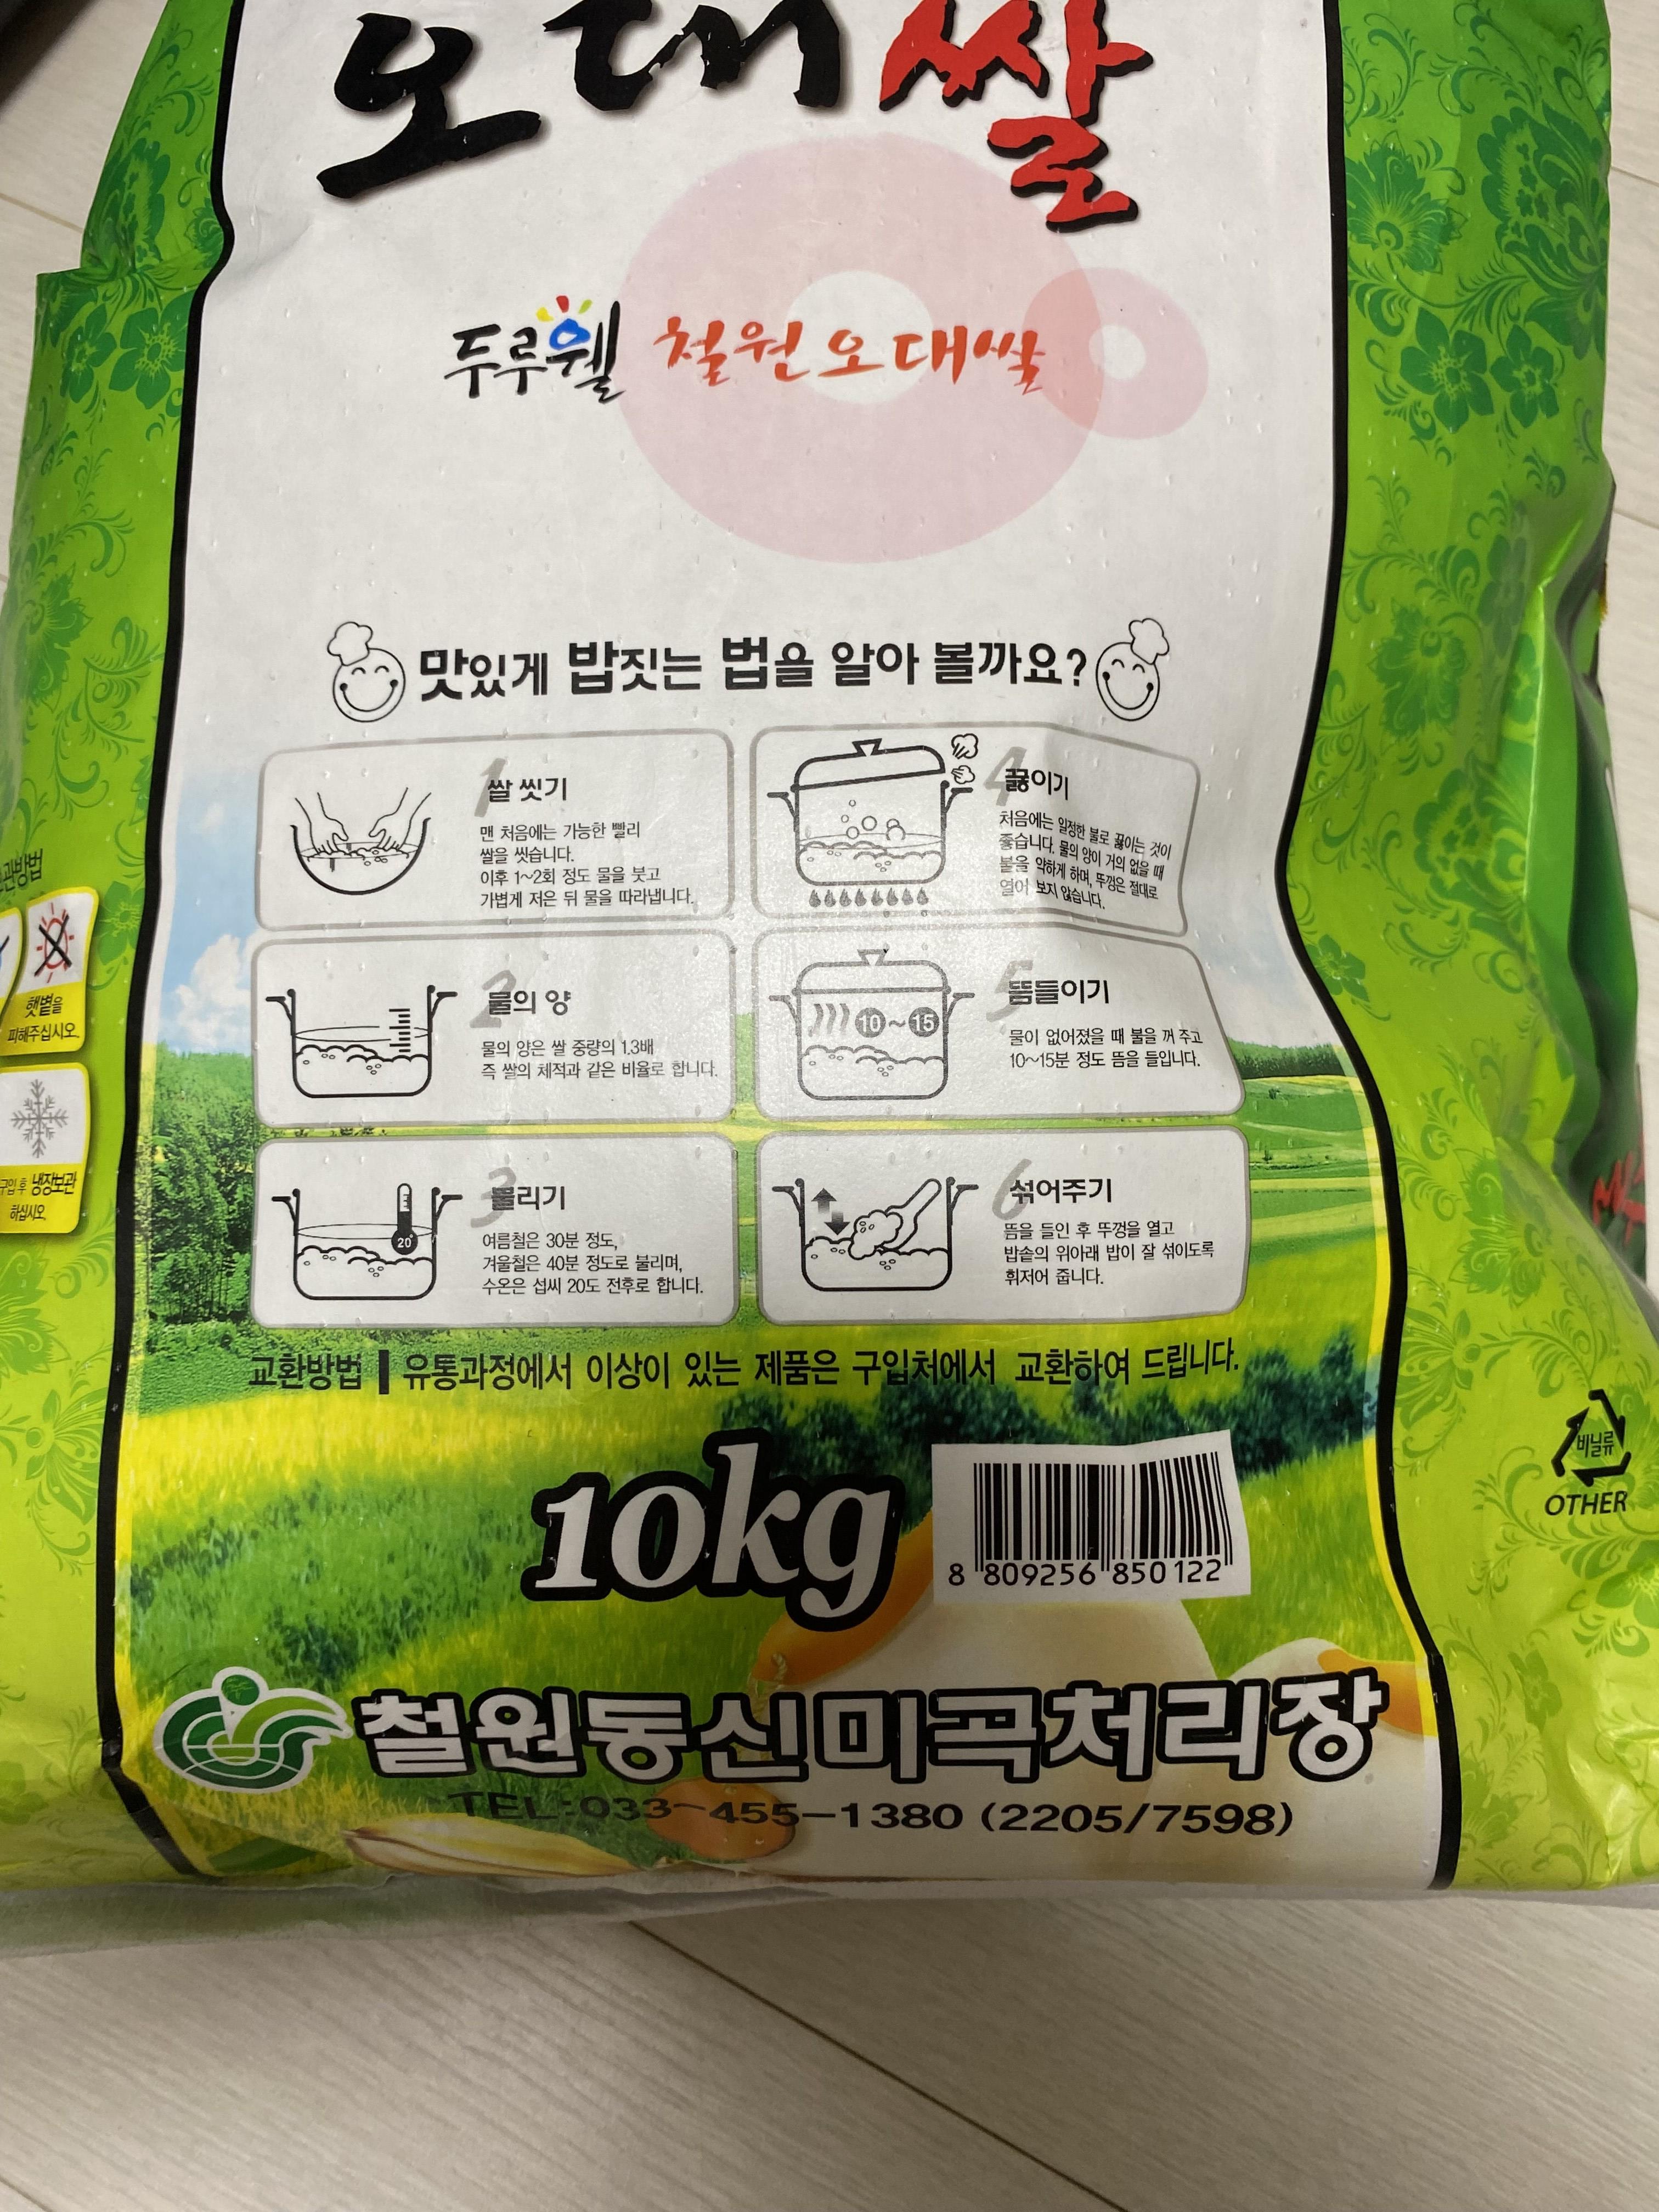 오대쌀
두루웰 철원오대쌀
맛있게 밥짓는 법을 알아 볼까요?
1 쌀 씻기
맨 처음에는 가능한 빨리
쌀을 씻습니다.
이후 1~2회 정도 물을 붓고
가볍게 저은 뒤 물을 따라냅니다.
2 물의 양
물의 양은 쌀 중량의 1.3배
즉 쌀의 체적과 같은 비율로 합니다.
3 불리기
20°
여름철은 30분 정도,
겨울철은 40분 정도로 불리며,
수온은 섭씨 20도 전후로 합니다.
4 끓이기
처음에는 일정한 불로 끓이는 것이
좋습니다. 물의 양이 거의 없을 때
불을 약하게 하며, 뚜껑은 절대로
열어 보지 않습니다.
5 뜸들이기
10~15
물이 없어졌을 때 불을 꺼 주고
10~15분 정도 뜸을 들입니다.
6 섞어주기
뜸을 들인 후 뚜껑을 열고
밥솥의 위아래 밥이 잘 섞이도록
휘저어 줍니다.
교환방법 | 유통과정에서 이상이 있는 제품은 구입처에서 교환하여 드립니다.
10kg
8 809256 850122
철원동신미곡처리장
TEL:033-455-1380 (2205/7598)
햇볕을
피해주십시오.
구입 후 냉장보관
하십시오.
비닐류
OTHER